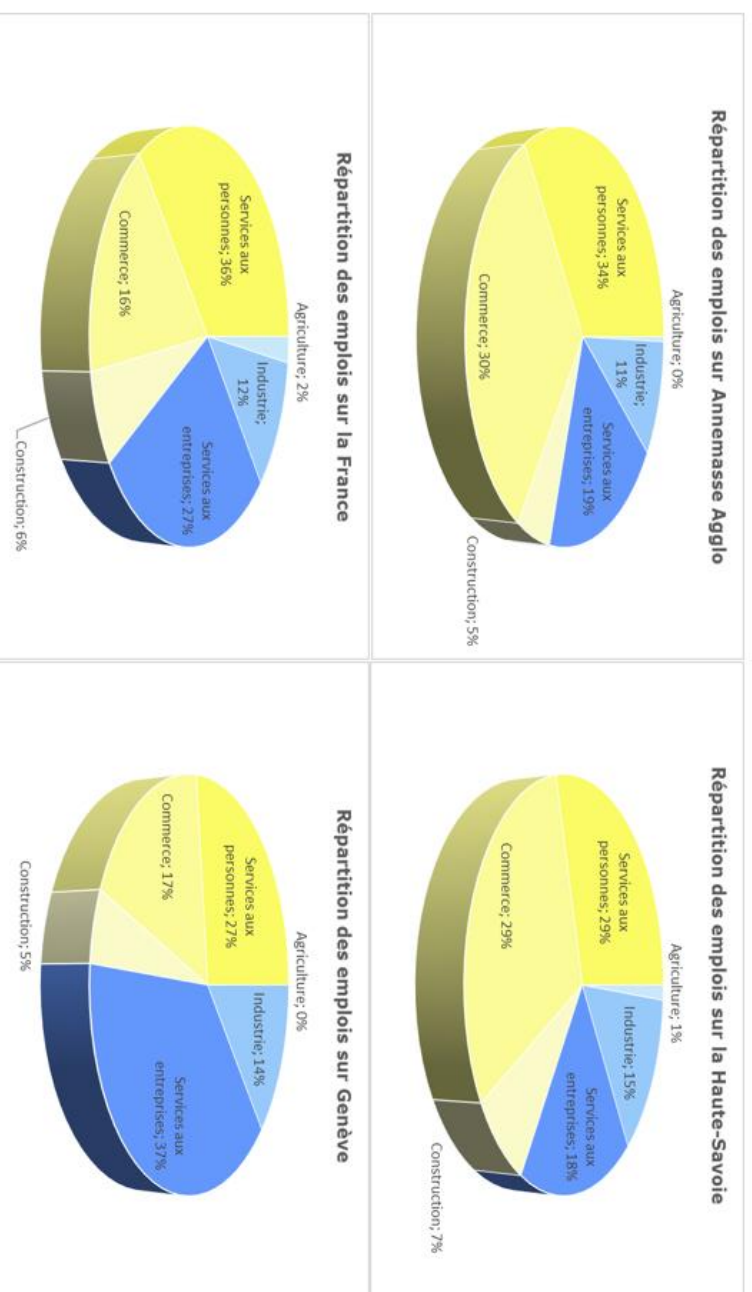 Répartition des emplois sur Annemasse Agglo
Agriculture; 0%
Industrie;
11%
Services aux
entreprises; 19%
Construction; 5%
Commerce; 30%
Services aux
personnes; 34%
Répartition des emplois sur la Haute-Savoie
Agriculture; 1%
Industrie; 15%
Services aux
entreprises; 18%
Construction; 7%
Commerce; 29%
Services aux
personnes; 29%
Répartition des emplois sur la France
Agriculture; 2%
Industrie;
12%
Services aux
entreprises; 27%
Construction; 6%
Commerce; 16%
Services aux
personnes; 36%
Répartition des emplois sur Genève
Agriculture; 0%
Industrie; 14%
Services aux
entreprises; 37%
Construction; 5%
Commerce; 17%
Services aux
personnes; 27%